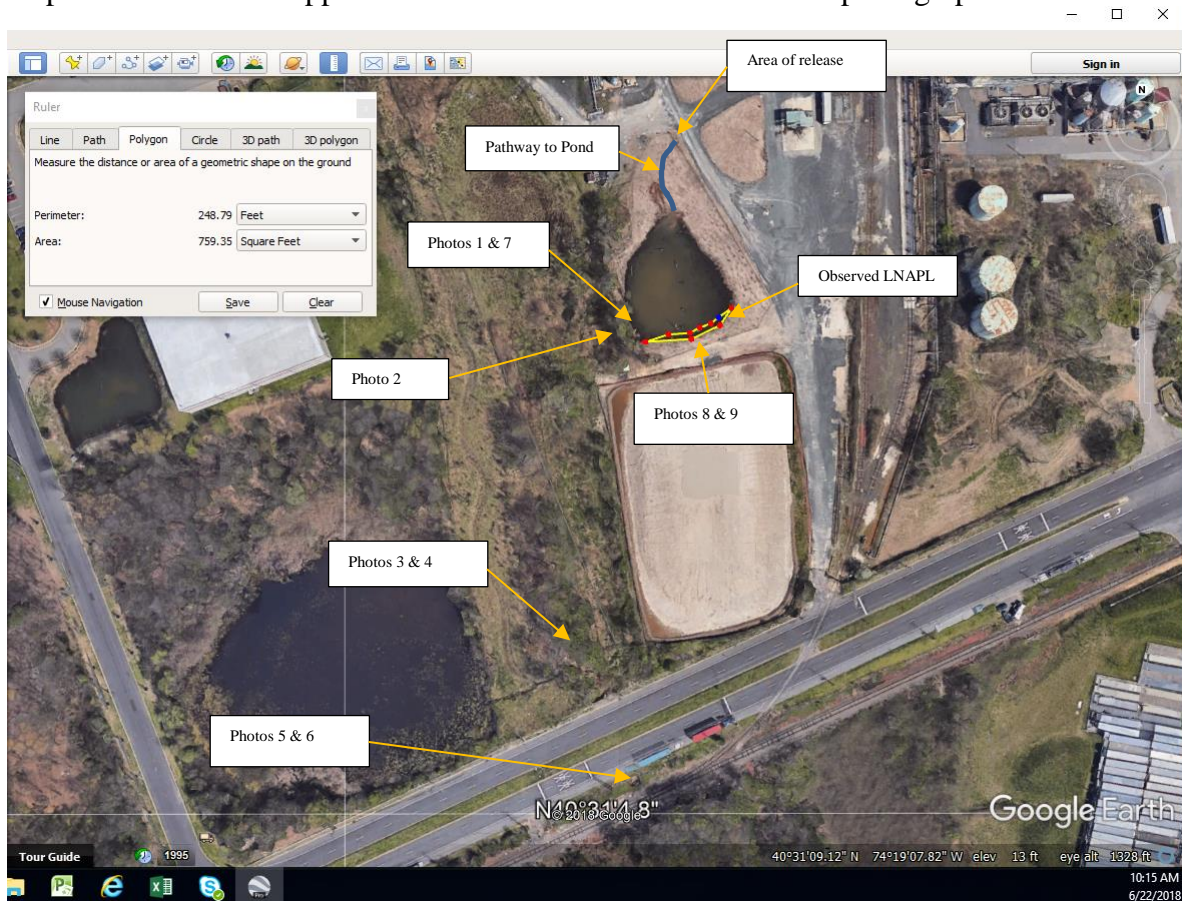 Area of release
Sign in
Ruler
Line Path Polygon Circle 3D path 3D polygon
Measure the distance or area of a geometric shape on the ground
N
Pathway to Pond
Perimeter: 248.79 Feet
Area: 759.35 Square Feet
Photos 1 & 7
Observed LNAPL
Mouse Navigation Save Clear
Photo 2
Photos 8 & 9
Photos 3 & 4
Photos 5 & 6
© 2018 Google
Google Earth
Tour Guide 1995 40°31'09.12" N 74°19'07.82" W elev 13 ft eye alt 1328 ft
10:15 AM
6/22/2018